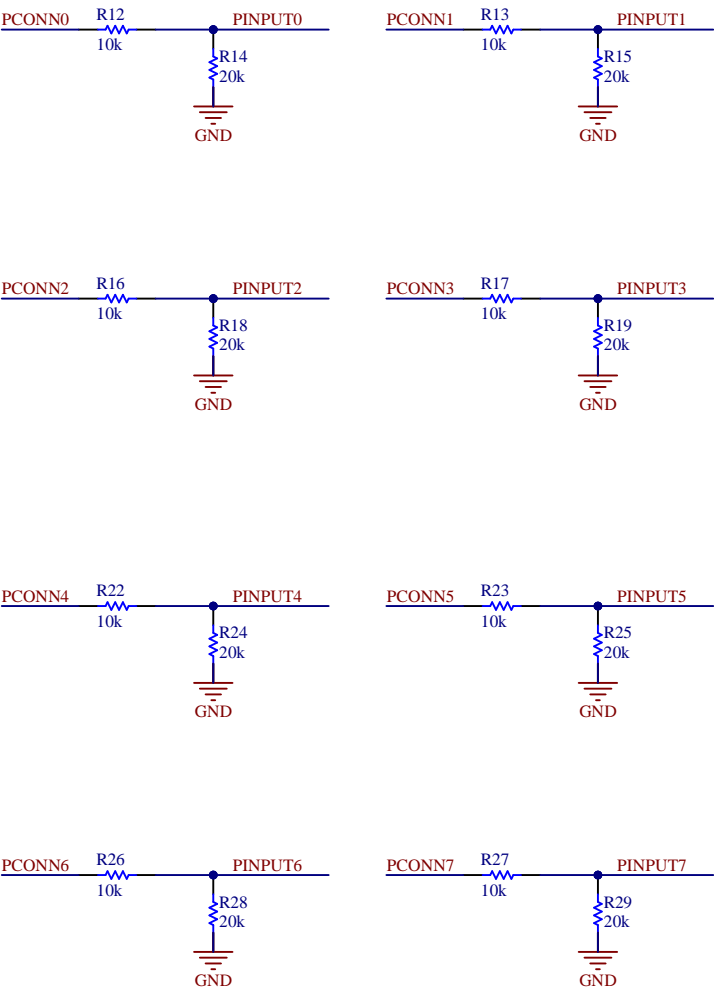 PCONN0 R12 PINPUT0 PCONN1 R13 PINPUT1
10k 10k
R14 R15
20k 20k
GND GND
PCONN2 R16 PINPUT2 PCONN3 R17 PINPUT3
10k 10k
R18 R19
20k 20k
GND GND
PCONN4 R22 PINPUT4 PCONN5 R23 PINPUT5
10k 10k
R24 R25
20k 20k
GND GND
PCONN6 R26 PINPUT6 PCONN7 R27 PINPUT7
10k 10k
R28 R29
20k 20k
GND GND